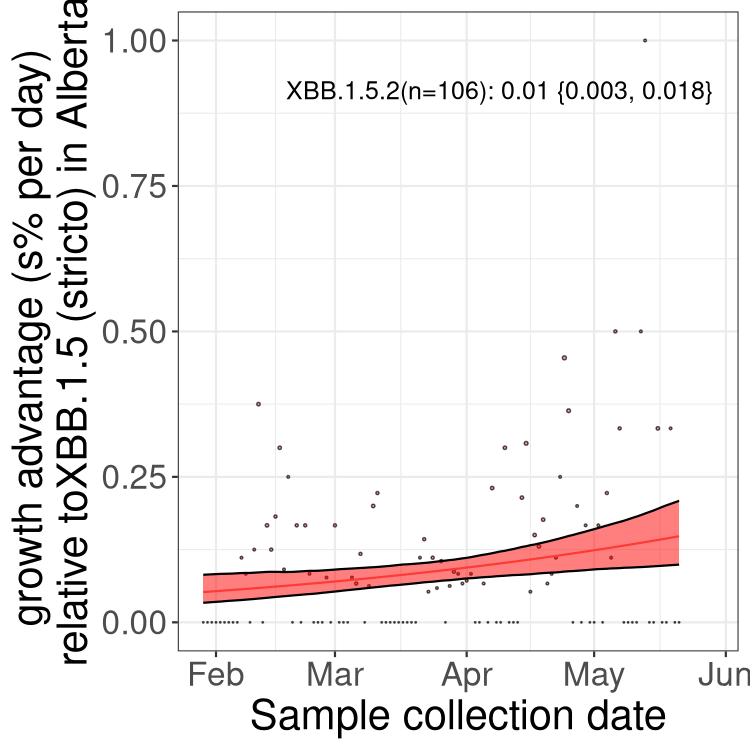 growth advantage (s% per day)
relative toXBB.1.5 (stricto) in Alberta
1.00
0.75
0.50
0.25
0.00
XBB.1.5.2(n=106): 0.01 {0.003, 0.018}
Feb Mar Apr May Jun
Sample collection date